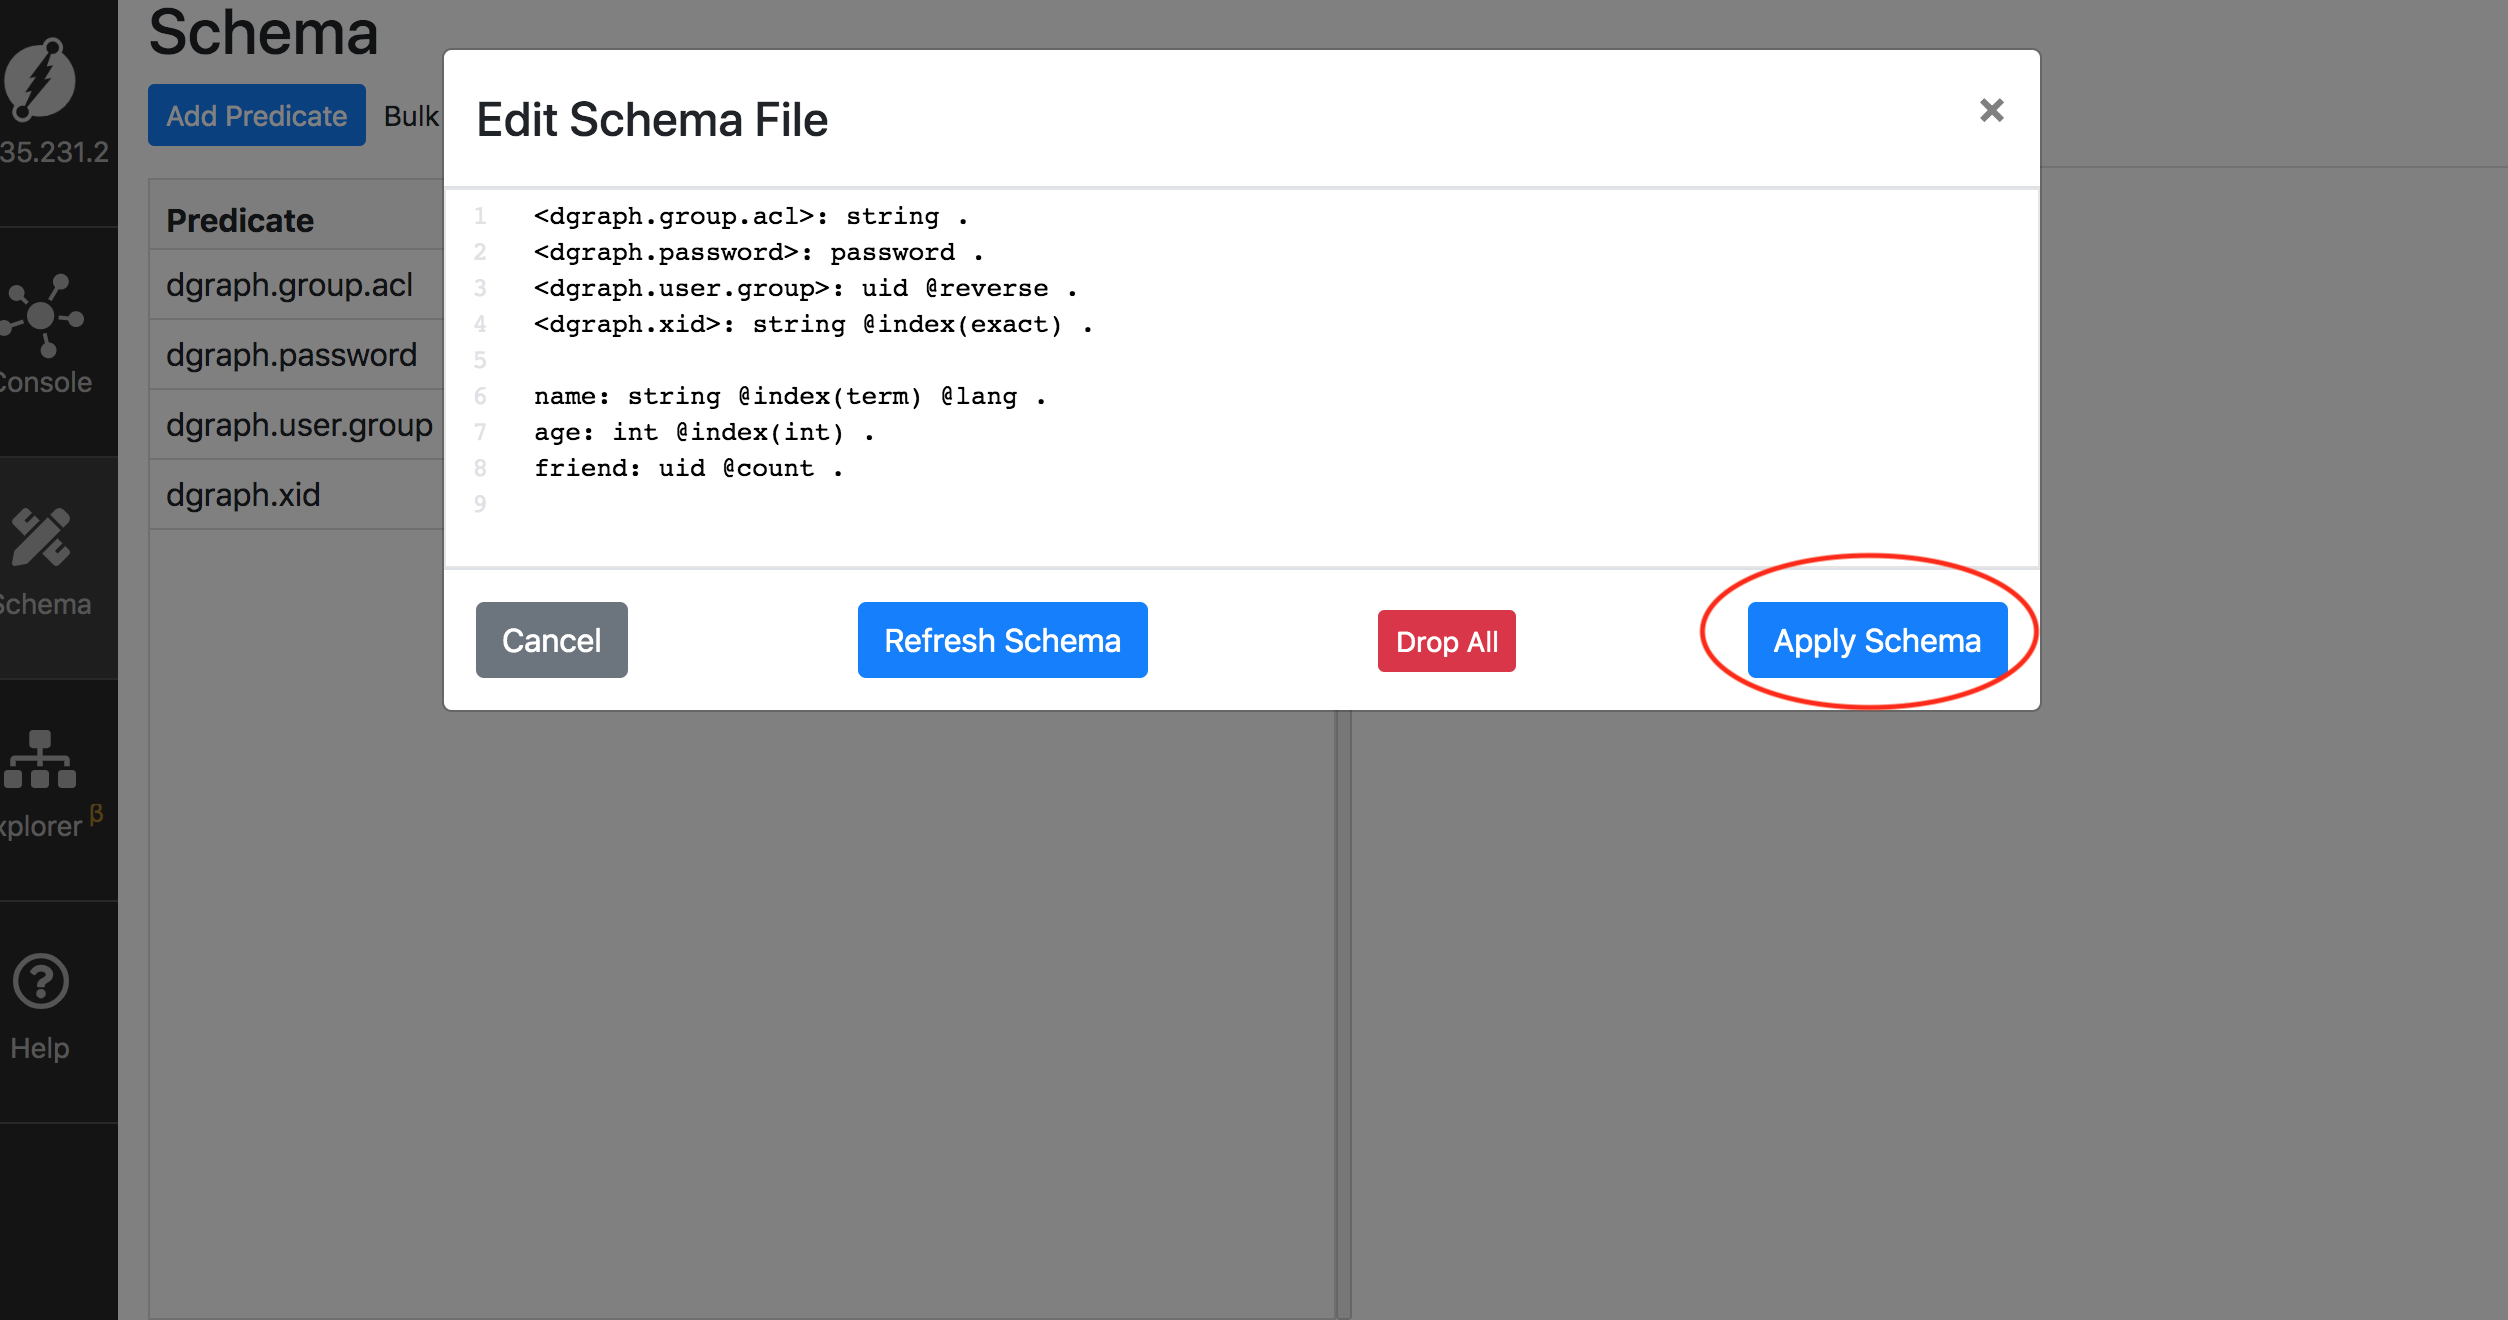 Schema
Add Predicate Bulk
35.231.2
Predicate
dgraph.group.acl
dgraph.password
dgraph.user.group
dgraph.xid
Console
Schema
xplorer β
Help
Edit Schema File
×
1 <dgraph.group.acl>: string .
2 <dgraph.password>: password .
3 <dgraph.user.group>: uid @reverse .
4 <dgraph.xid>: string @index(exact) .
5
6 name: string @index(term) @lang .
7 age: int @index(int) .
8 friend: uid @count .
9
Cancel Refresh Schema Drop All Apply Schema